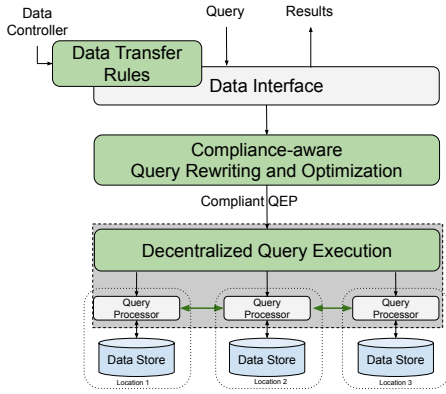 Data
Controller
Query
Results
Data Transfer
Rules
Data Interface
Compliance-aware
Query Rewriting and Optimization
Compliant QEP
Decentralized Query Execution
Query
Processor
Query
Processor
Query
Processor
Data Store
Data Store
Data Store
Location 1
Location 2
Location 3